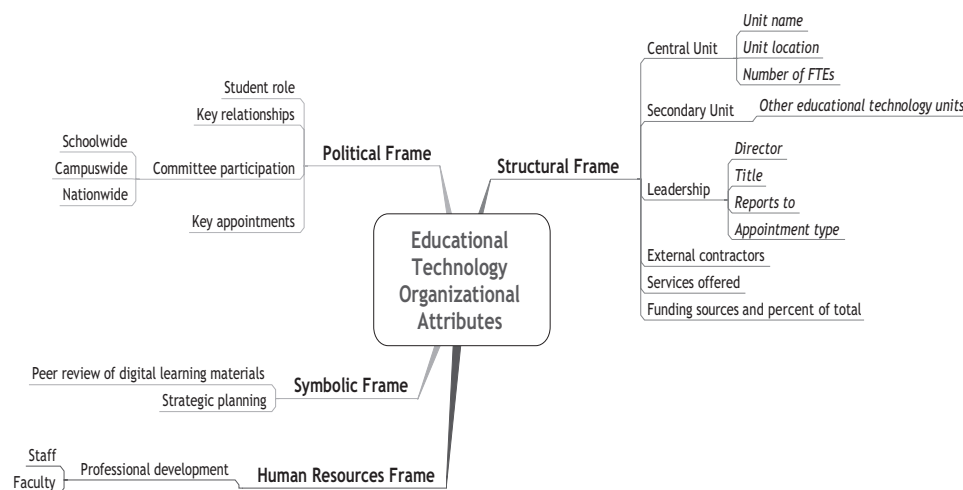 Educational
Technology
Organizational
Attributes
Political Frame
Student role
Key relationships
Committee participation
Schoolwide
Campuswide
Nationwide
Key appointments
Structural Frame
Central Unit
Unit name
Unit location
Number of FTEs
Secondary Unit
Other educational technology units
Leadership
Director
Title
Reports to
Appointment type
External contractors
Services offered
Funding sources and percent of total
Symbolic Frame
Peer review of digital learning materials
Strategic planning
Human Resources Frame
Professional development
Staff
Faculty